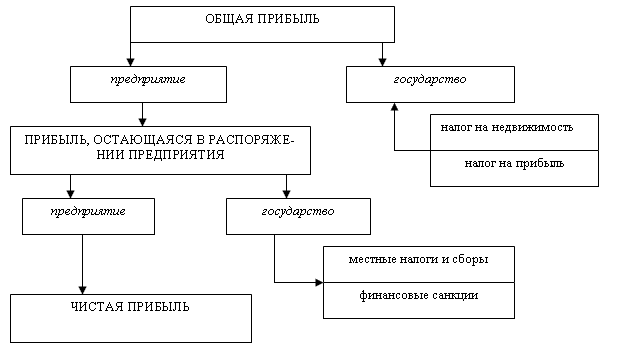 ОБЩАЯ ПРИБЫЛЬ
предприятие
государство
налог на недвижимость
ПРИБЫЛЬ, ОСТАЮЩАЯСЯ В РАСПОРЯЖЕ-
НИИ ПРЕДПРИЯТИЯ
налог на прибыль
предприятие
государство
местные налоги и сборы
финансовые санкции
ЧИСТАЯ ПРИБЫЛЬ